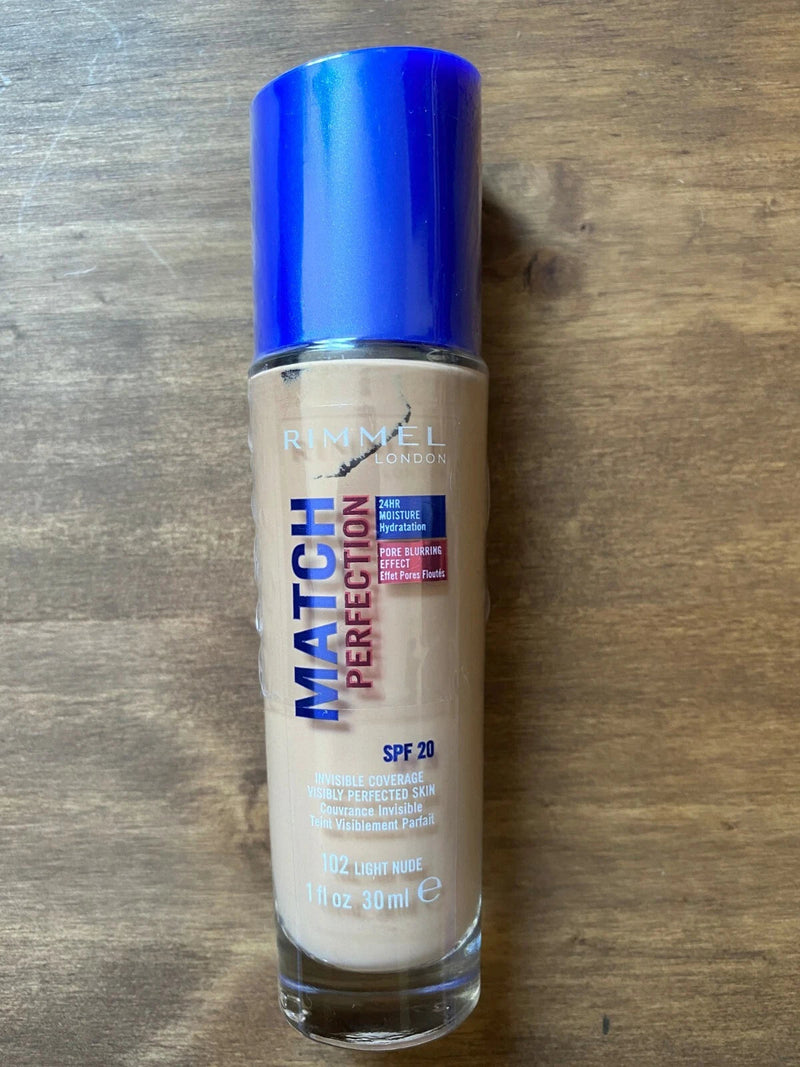 RIMMEL
LONDON
MATCH
PERFECTION
24HR
MOISTURE
Hydratation
PORE BLURRING
EFFECT
Effet Pores Floutés
SPF 20
INVISIBLE COVERAGE
VISIBLY PERFECTED SKIN
Couvrance Invisible
Teint Visiblement Parfait
102 LIGHT NUDE
1 fl oz 30 ml ℮